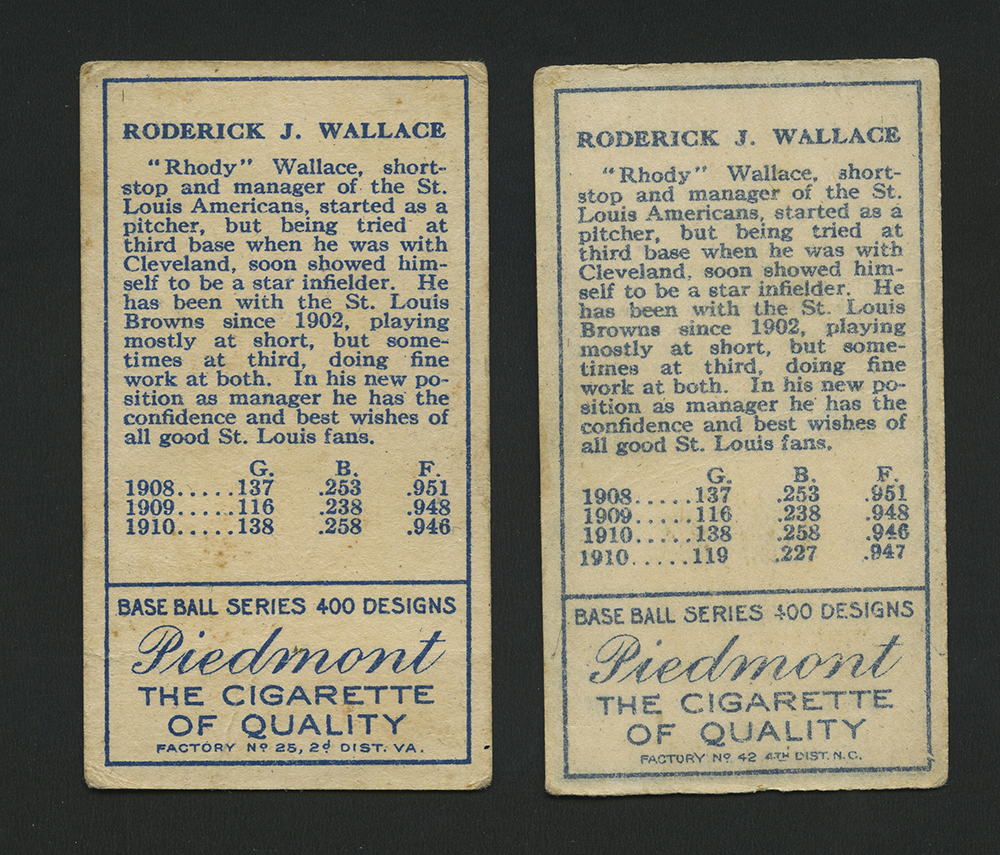 RODERICK J. WALLACE
"Rhody" Wallace, short-
stop and manager of the St.
Louis Americans, started as a
pitcher, but being tried at
third base when he was with
Cleveland, soon showed him-
self to be a star infielder. He
has been with the St. Louis
Browns since 1902, playing
mostly at short, but some-
times at third, doing fine
work at both. In his new po-
sition as manager he has the
confidence and best wishes of
all good St. Louis fans.
G. B. F.
1908.....137 .253 .951
1909.....116 .238 .948
1910.....138 .258 .946
BASE BALL SERIES 400 DESIGNS
Piedmont
THE CIGARETTE
OF QUALITY
FACTORY Nº 25, 2d DIST. VA.
RODERICK J. WALLACE
"Rhody" Wallace, short-
stop and manager of the St.
Louis Americans, started as a
pitcher, but being tried at
third base when he was with
Cleveland, soon showed him-
self to be a star infielder. He
has been with the St. Louis
Browns since 1902, playing
mostly at short, but some-
times at third, doing fine
work at both. In his new po-
sition as manager he has the
confidence and best wishes of
all good St. Louis fans.
G. B. F.
1908.....137 .253 .951
1909.....116 .238 .948
1910.....138 .258 .946
1910.....119 .227 .947
BASE BALL SERIES 400 DESIGNS
Piedmont
THE CIGARETTE
OF QUALITY
FACTORY Nº 42 4TH DIST. N.C.